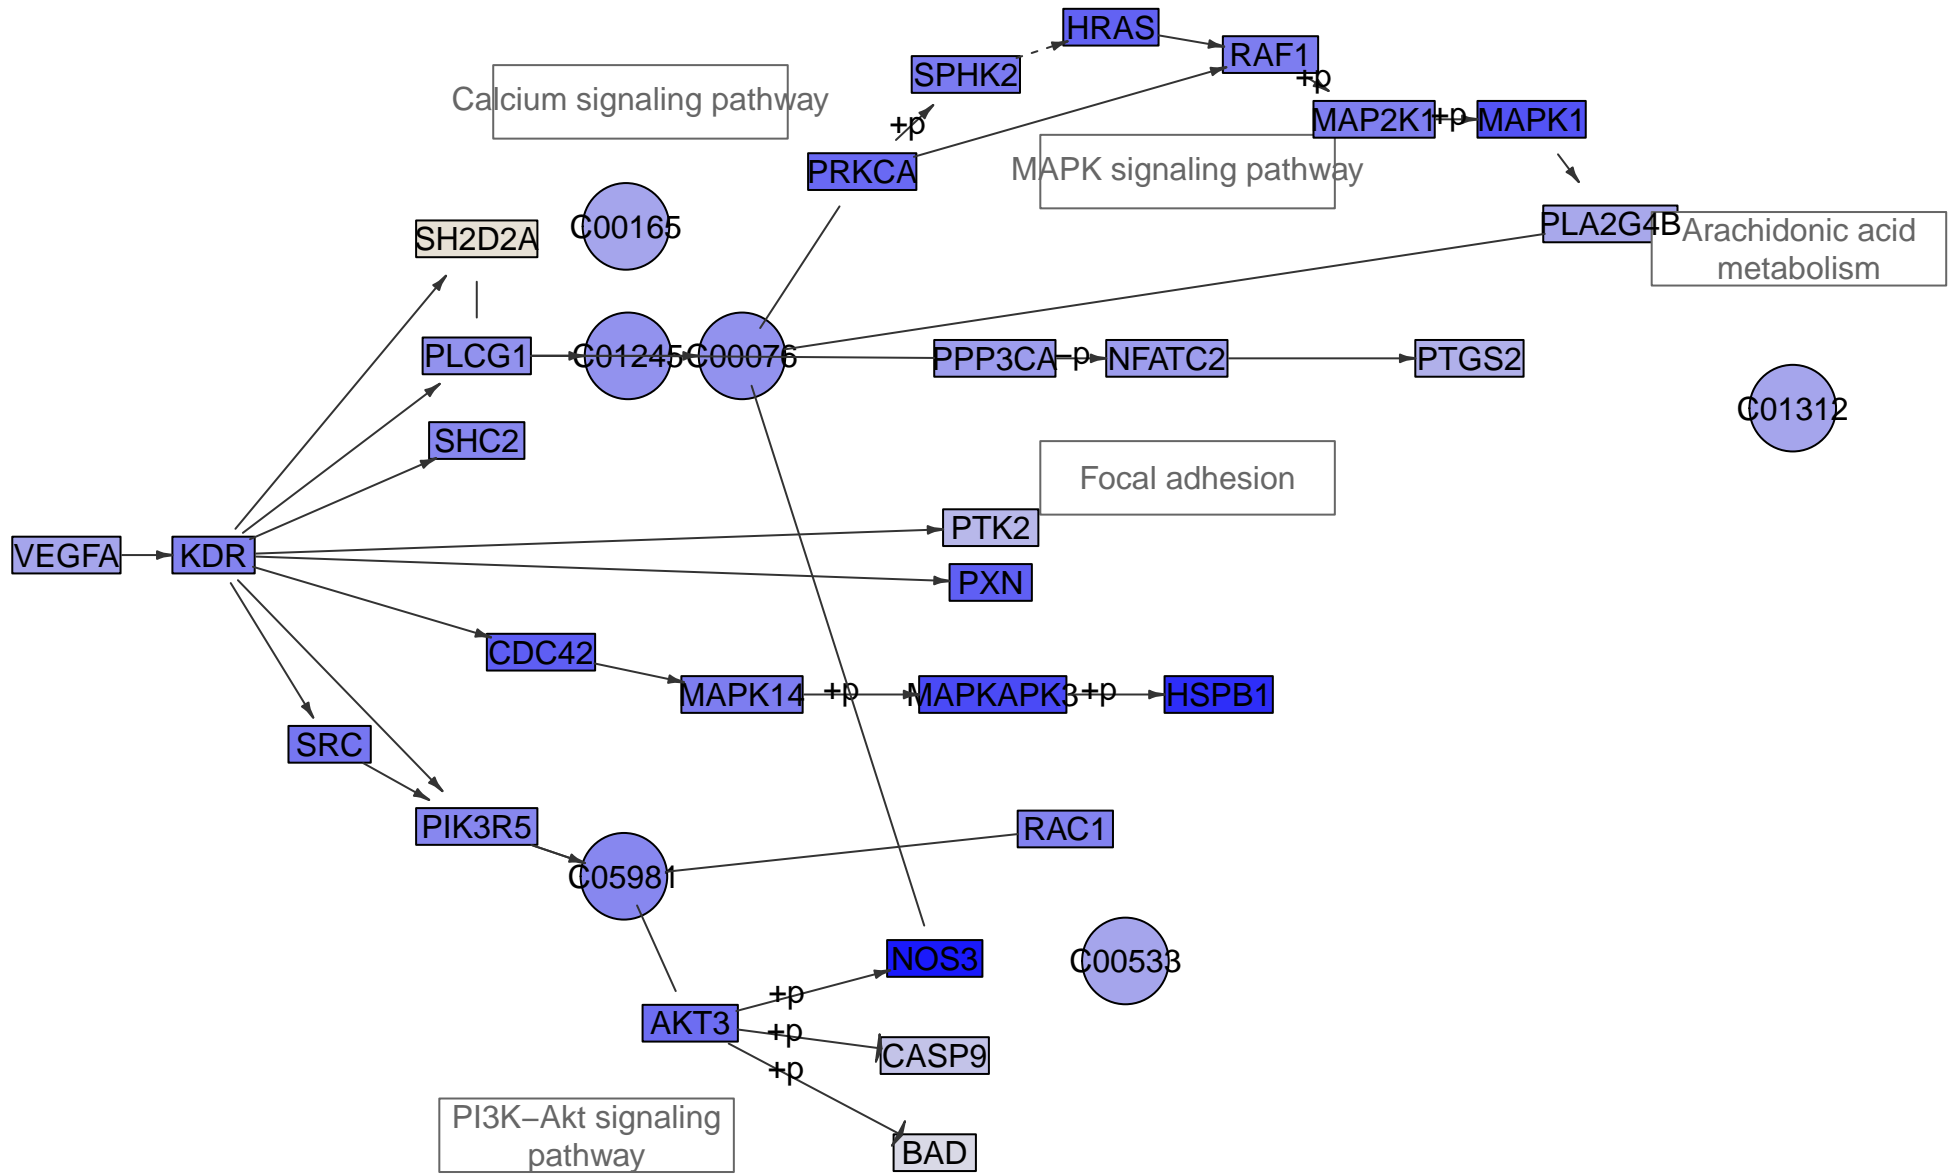 HRAS
RAF1
SPHK2
+p
Calcium signaling pathway
MAP2K1
+p
MAPK1
+p
PRKCA
MAPK signaling pathway
C00165
SH2D2A
PLA2G4B
Arachidonic acid
metabolism
PLCG1
C01245
C00076
PPP3CA
−p
NFATC2
PTGS2
C01312
SHC2
Focal adhesion
PTK2
VEGFA
KDR
PXN
CDC42
MAPK14
+p
MAPKAPK3
+p
HSPB1
SRC
PIK3R5
RAC1
C05981
NOS3
C00533
+p
AKT3
+p
CASP9
+p
PI3K−Akt signaling
pathway
BAD